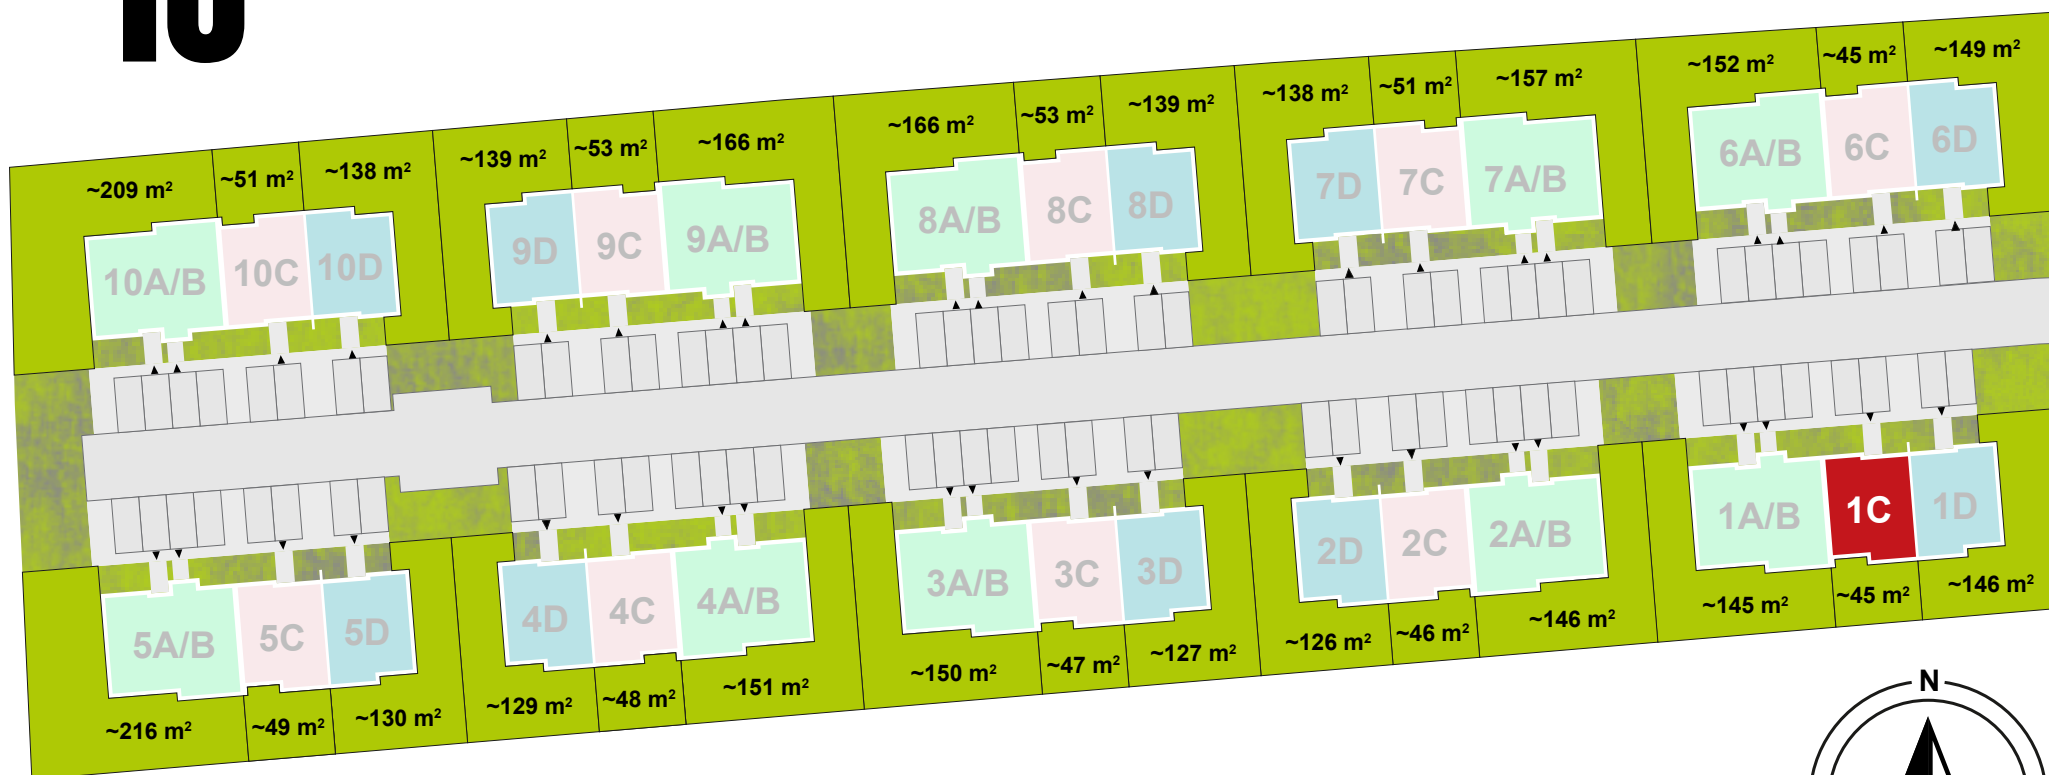 10
~209 m²
~51 m²
~138 m²
~139 m²
~53 m²
~166 m²
~166 m²
~53 m²
~139 m²
~138 m²
~51 m²
~157 m²
~152 m²
~45 m²
~149 m²
10A/B
10C
10D
9D
9C
9A/B
8A/B
8C
8D
7D
7C
7A/B
6A/B
6C
6D
5A/B
5C
5D
4D
4C
4A/B
3A/B
3C
3D
2D
2C
2A/B
1A/B
1C
1D
~216 m²
~49 m²
~130 m²
~129 m²
~48 m²
~151 m²
~150 m²
~47 m²
~127 m²
~126 m²
~46 m²
~146 m²
~145 m²
~45 m²
~146 m²
N